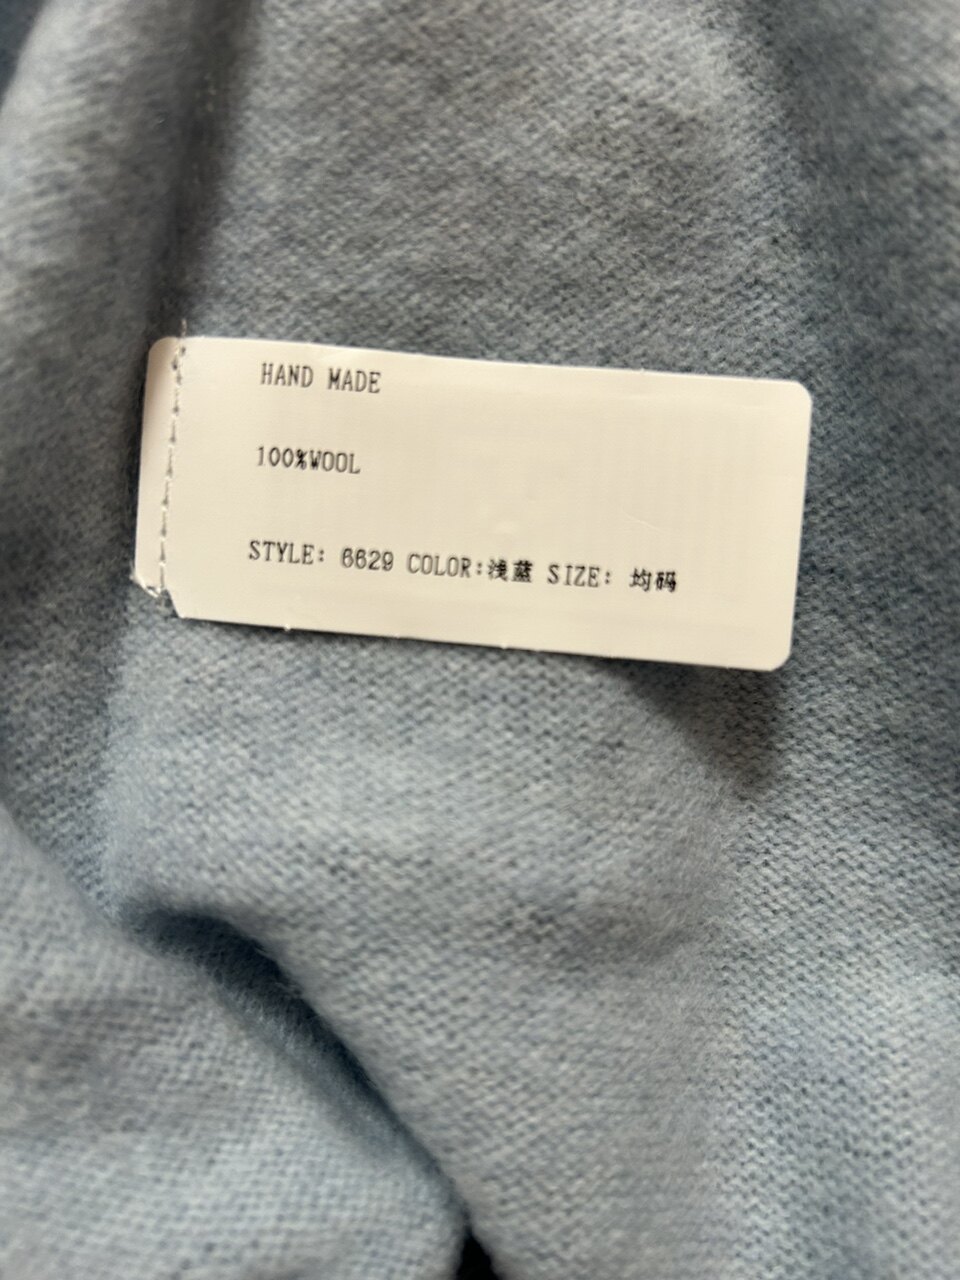 HAND MADE
100%WOOL
STYLE: 6629 COLOR:浅蓝 SIZE: 均码